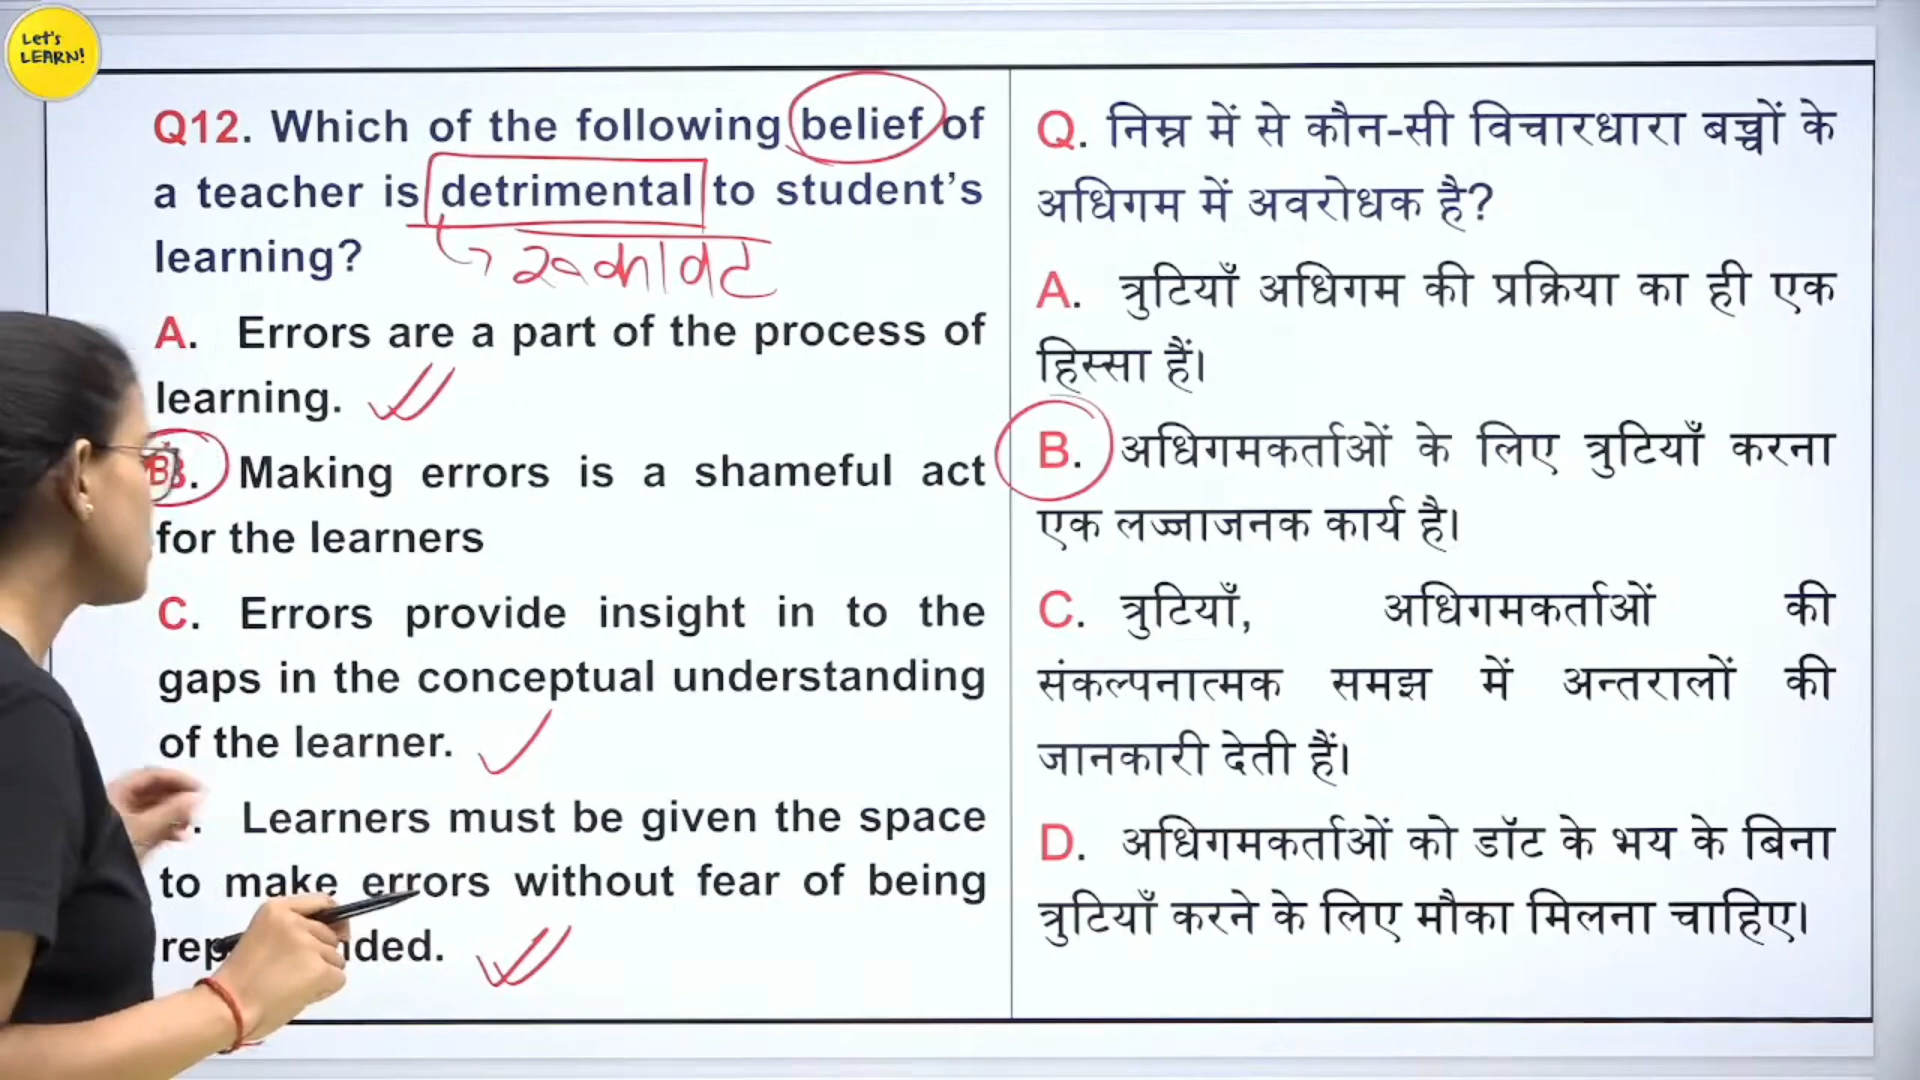 Let's
LEARN!
Q12. Which of the following belief of
a teacher is detrimental to student's
learning?
रुकावट
A. Errors are a part of the process of
learning.
B. Making errors is a shameful act
for the learners
C. Errors provide insight in to the
gaps in the conceptual understanding
of the learner.
Learners must be given the space
to make errors without fear of being
Q. निम्न में से कौन-सी विचारधारा बच्चों के
अधिगम में अवरोधक है?
A. त्रुटियाँ अधिगम की प्रक्रिया का ही एक
हिस्सा हैं।
B. अधिगमकर्ताओं के लिए त्रुटियाँ करना
एक लज्जाजनक कार्य है।
C. त्रुटियाँ, अधिगमकर्ताओं की
संकल्पनात्मक समझ में अन्तरालों की
जानकारी देती हैं।
D. अधिगमकर्ताओं को डॉट के भय के बिना
त्रुटियाँ करने के लिए मौका मिलना चाहिए।